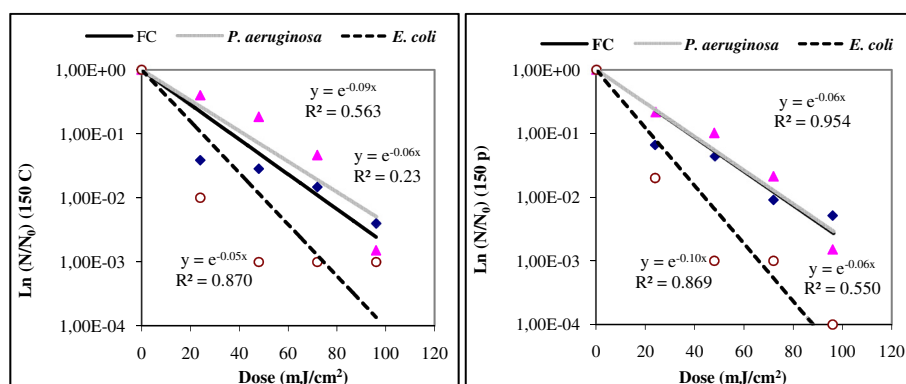 FC P. aeruginosa E. coli
Ln (N/N₀) (150 C)
1,00E+00
1,00E-01
1,00E-02
1,00E-03
1,00E-04
y = e^-0.09x
R² = 0.563
y = e^-0.06x
R² = 0.23
y = e^-0.05x
R² = 0.870
0 20 40 60 80 100 120
Dose (mJ/cm²)
FC P. aeruginosa E. coli
Ln (N/N₀) (150 p)
1,00E+00
1,00E-01
1,00E-02
1,00E-03
1,00E-04
y = e^-0.06x
R² = 0.954
y = e^-0.10x
R² = 0.869
y = e^-0.06x
R² = 0.550
0 20 40 60 80 100 120
Dose (mJ/cm²)